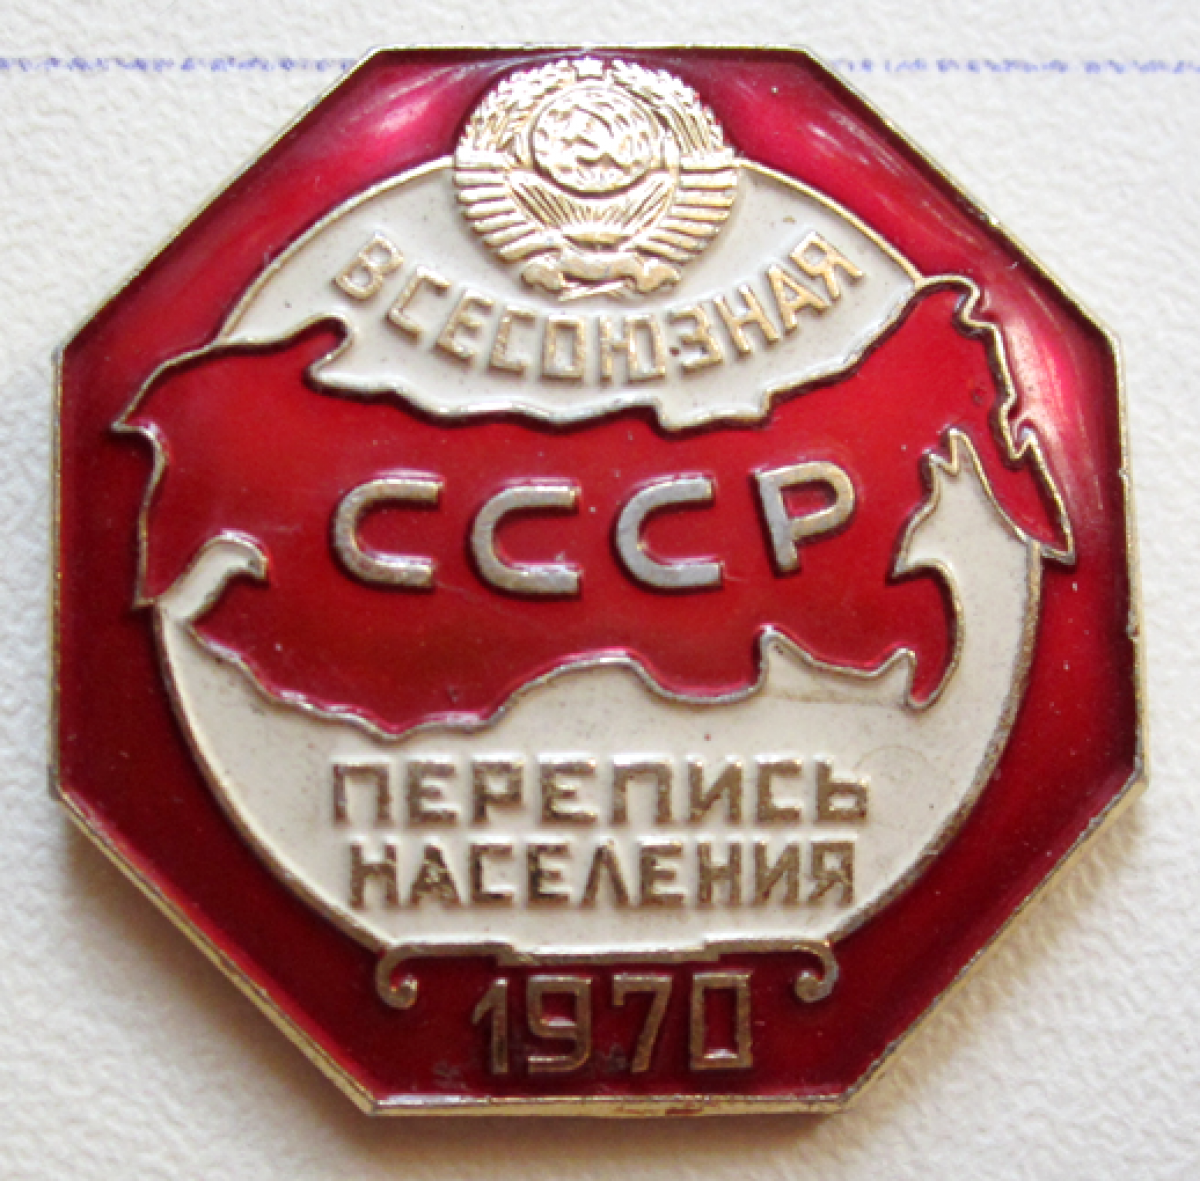 ВСЕСОЮЗНАЯ
СССР
ПЕРЕПИСЬ
НАСЕЛЕНИЯ
1970